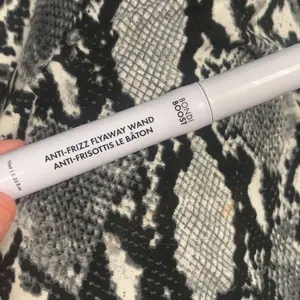 ANTI-FRIZZ FLYAWAY WAND
ANTI-FRISOTTIS LE BÂTON
BONDI
BOOST